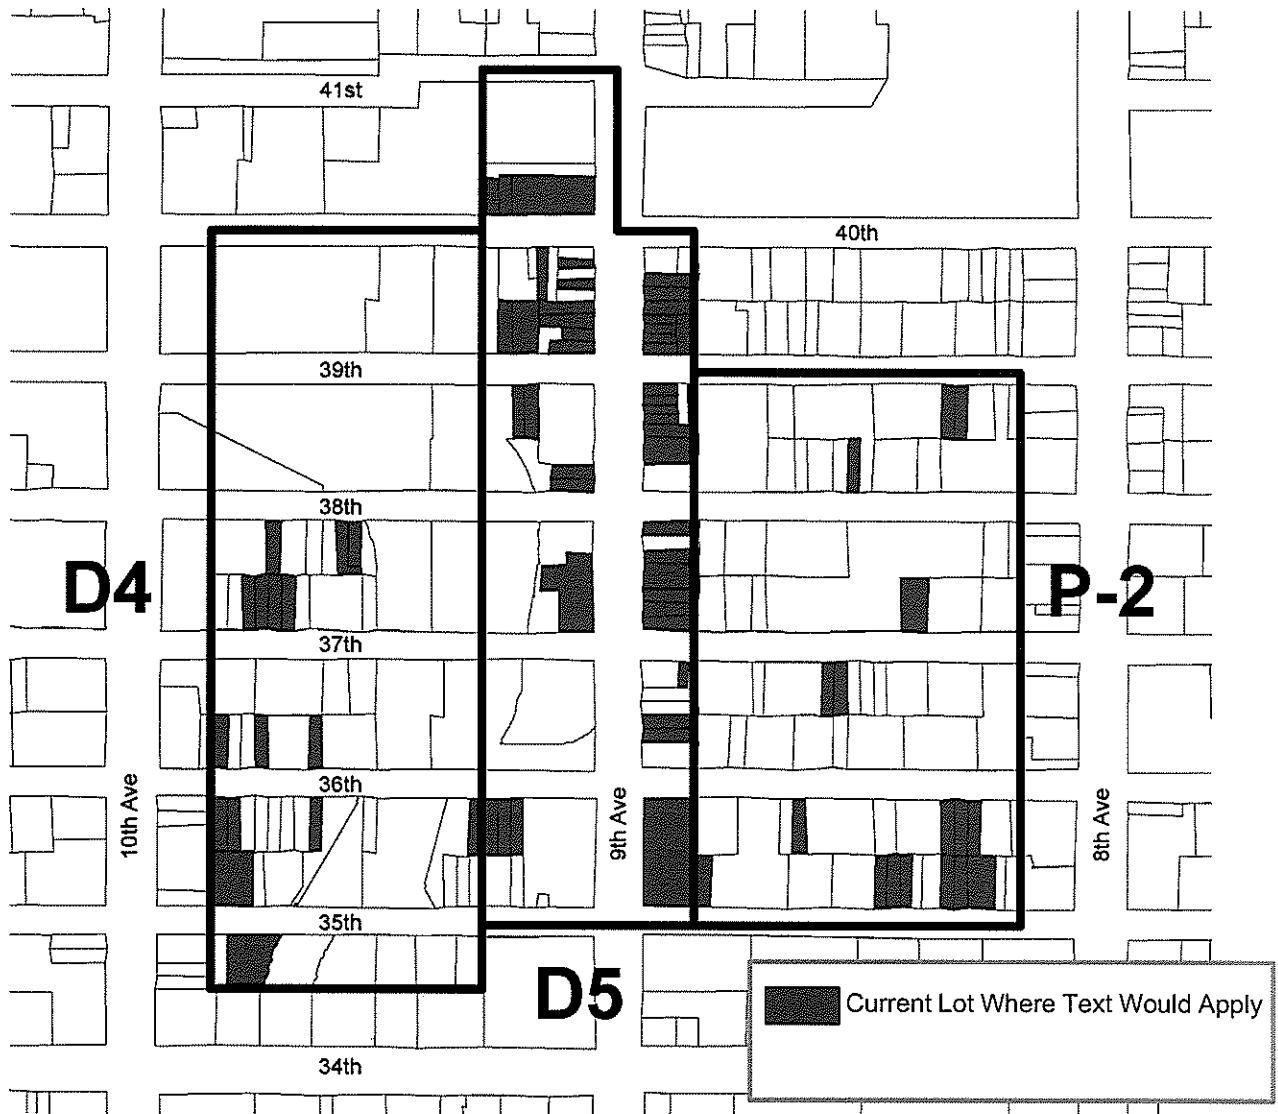 41st
40th
39th
38th
D4
P-2
37th
36th
10th Ave
9th Ave
8th Ave
35th
D5
Current Lot Where Text Would Apply
34th